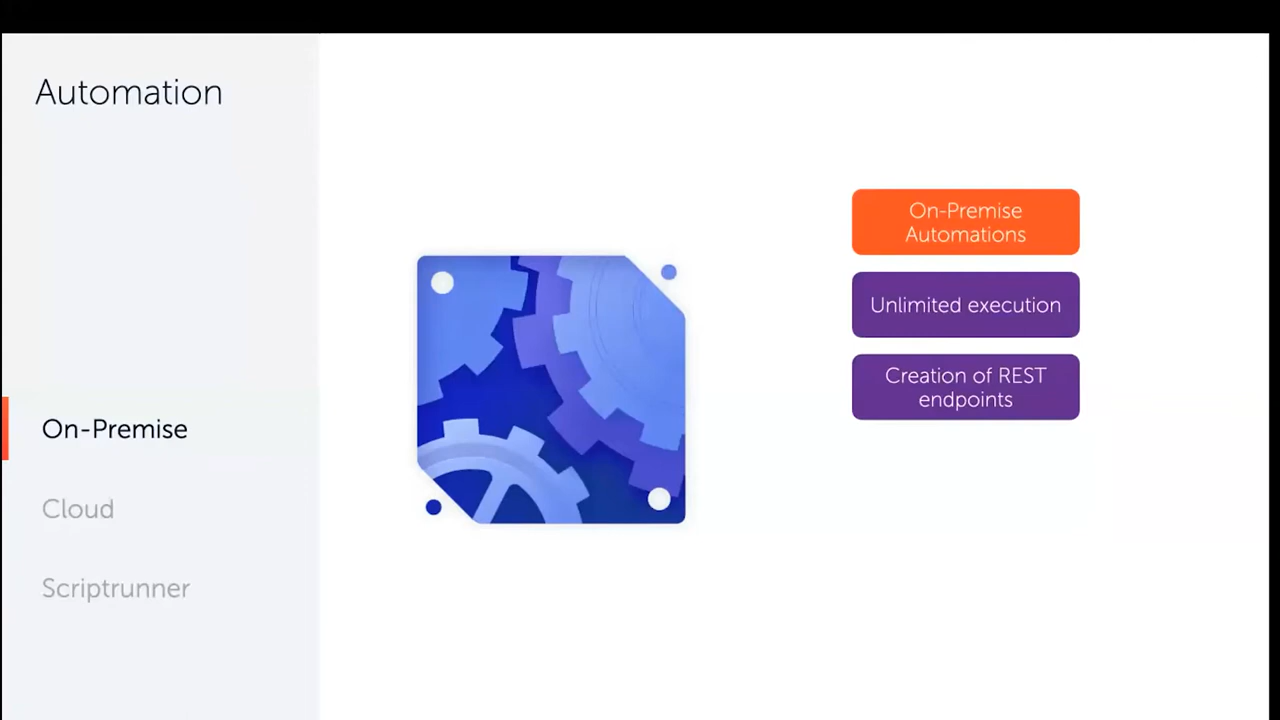 Automation
On-Premise
Cloud
Scriptrunner
On-Premise
Automations
Unlimited execution
Creation of REST
endpoints